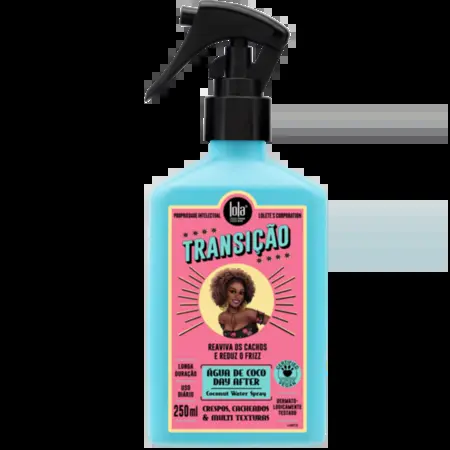 PROPRIEDADE INTELECTUAL
lola
LOLETE'S CORPORATION
TRANSIÇÃO
REAVIVA OS CACHOS
E REDUZ O FRIZZ
LONGA
DURAÇÃO
USO
DIÁRIO
250ml
ÁGUA DE COCO
DAY AFTER
Coconut Water Spray
CRESPOS, CACHEADOS
& MULTI TEXTURAS
DERMATO-
LOGICAMENTE
TESTADO